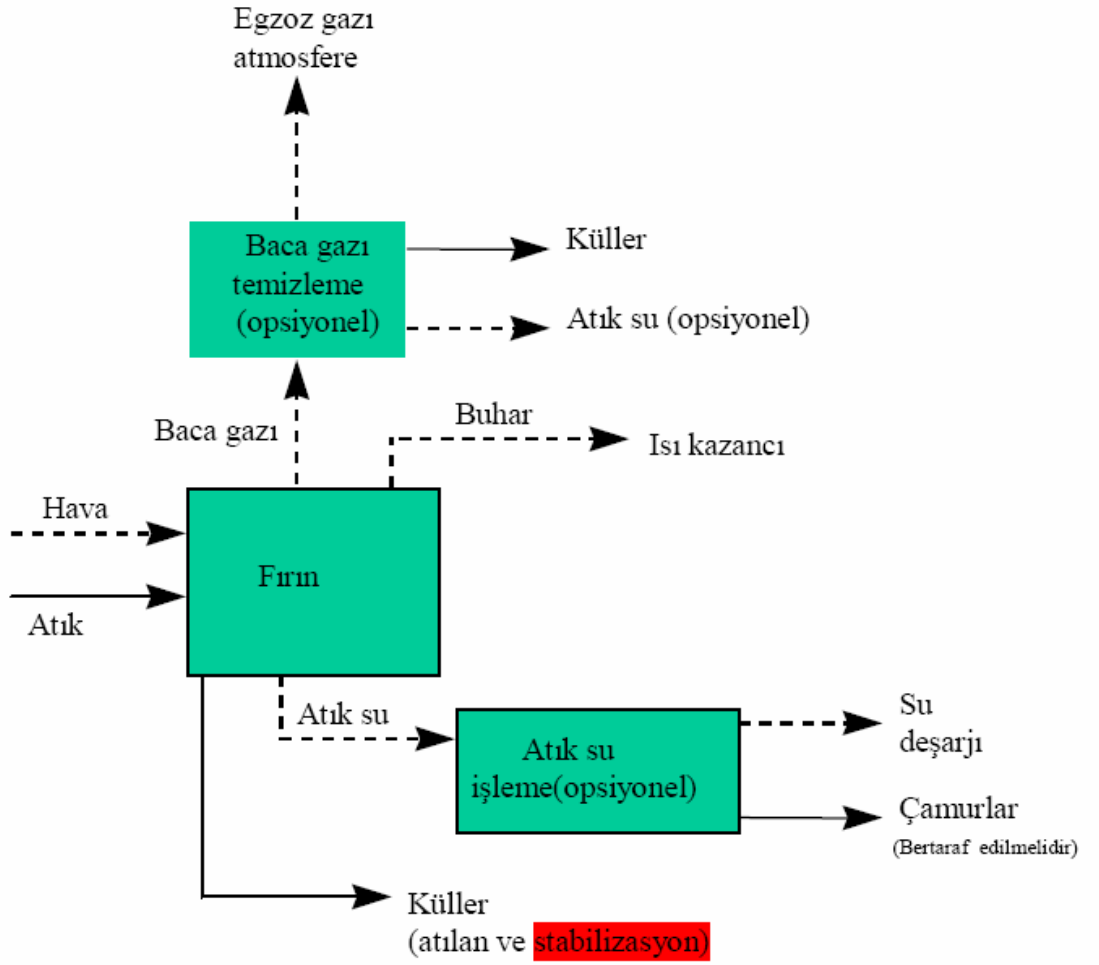 Egzoz gazı
atmosfere
Baca gazı
temizleme
(opsiyonel)
Küller
Atık su (opsiyonel)
Baca gazı
Buhar
Isı kazancı
Hava
Fırın
Atık
Atık su
Atık su
işleme(opsiyonel)
Su
deşarjı
Çamurlar
(Bertaraf edilmelidir)
Küller
(atılan ve stabilizasyon)